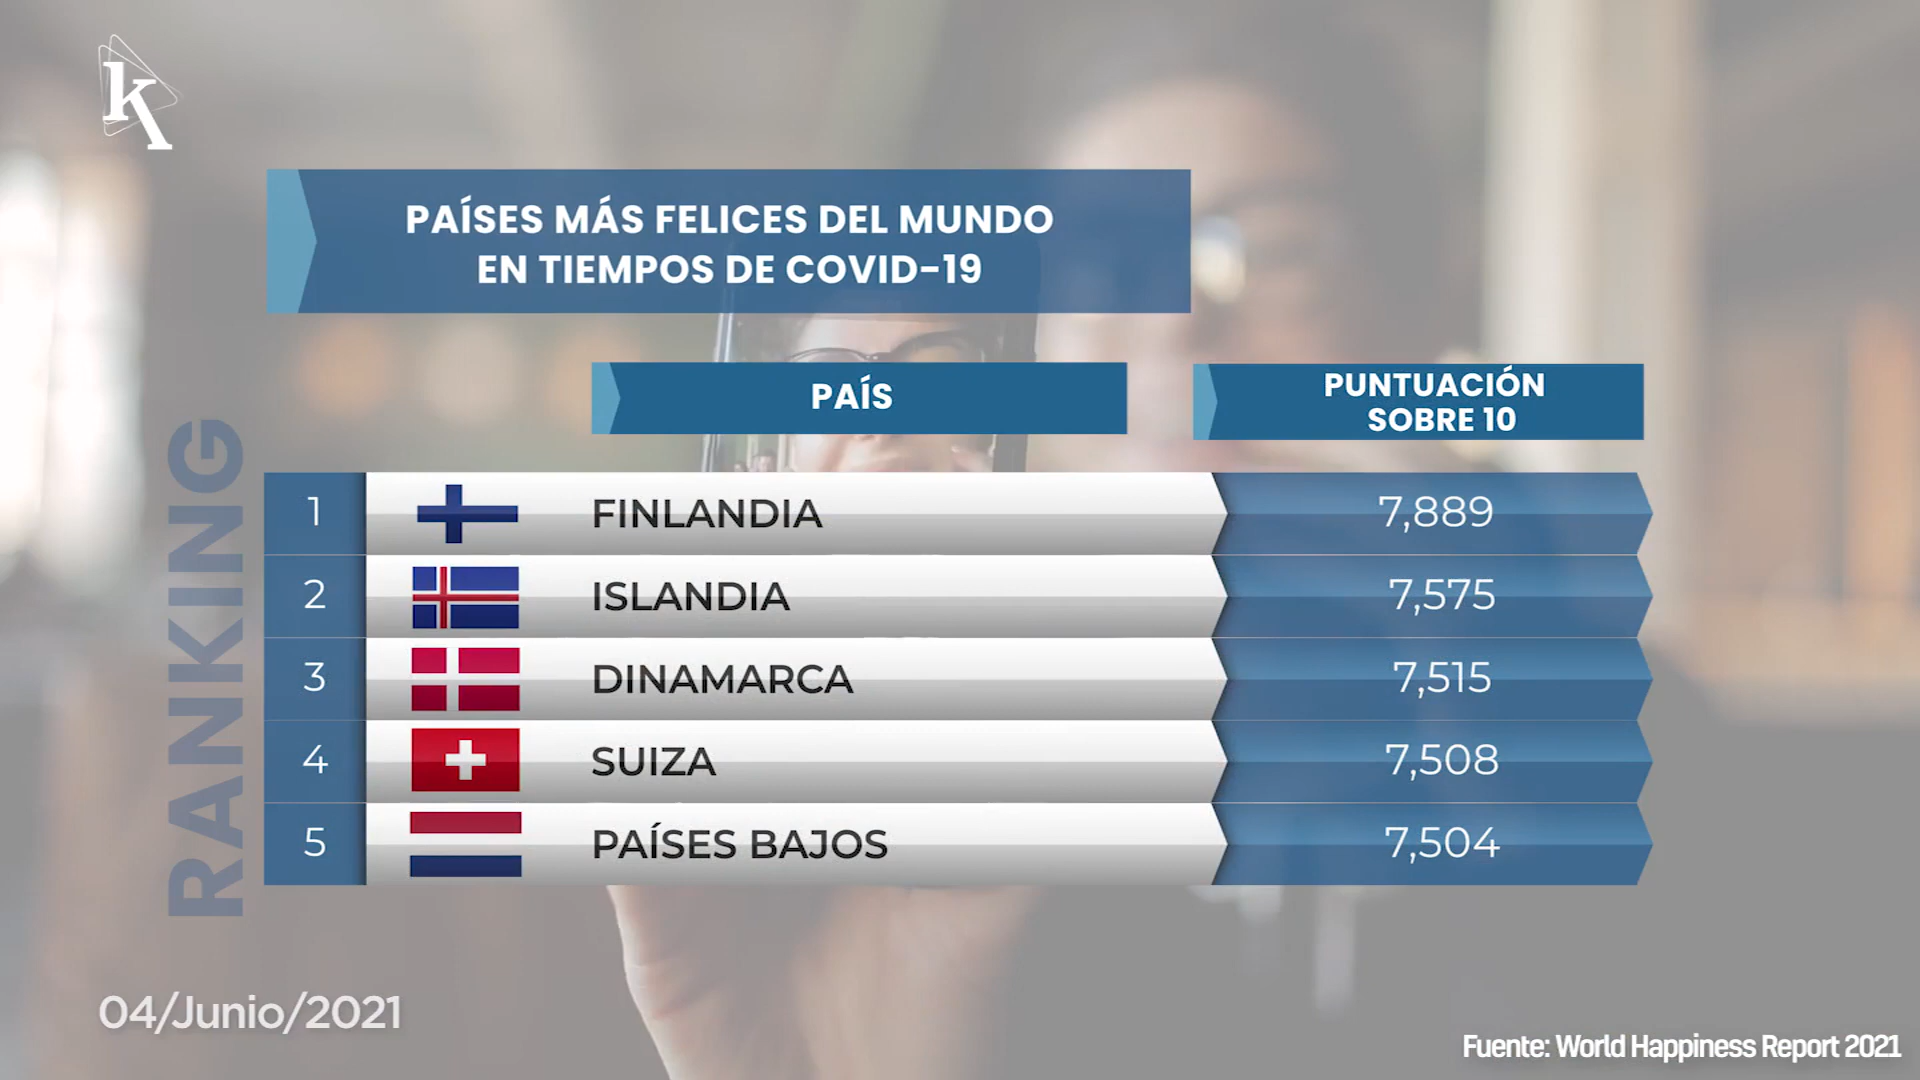 k
PAÍSES MÁS FELICES DEL MUNDO
EN TIEMPOS DE COVID-19
PAÍS
PUNTUACIÓN
SOBRE 10
RANKING
1 FINLANDIA 7,889
2 ISLANDIA 7,575
3 DINAMARCA 7,515
4 SUIZA 7,508
5 PAÍSES BAJOS 7,504
04/Junio/2021
Fuente: World Happiness Report 2021